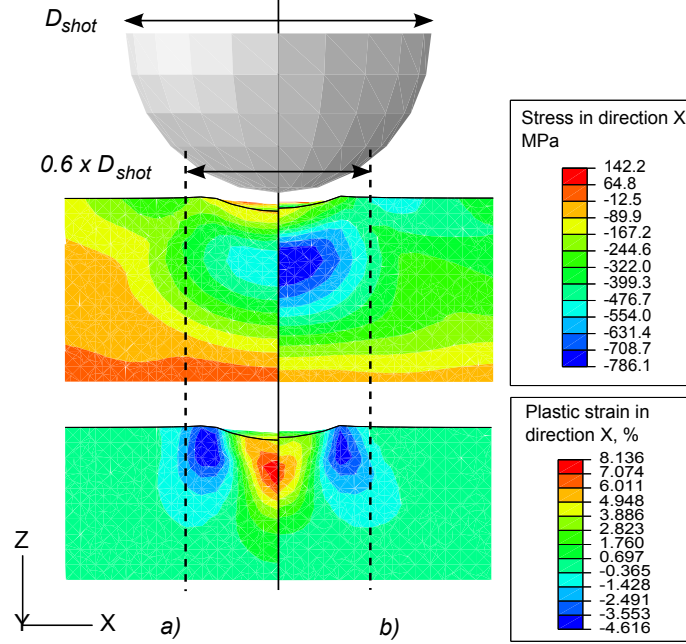 D_shot
0.6 x D_shot
Stress in direction X
MPa
142.2
64.8
-12.5
-89.9
-167.2
-244.6
-322.0
-399.3
-476.7
-554.0
-631.4
-708.7
-786.1
Plastic strain in
direction X, %
8.136
7.074
6.011
4.948
3.886
2.823
1.760
0.697
-0.365
-1.428
-2.491
-3.553
-4.616
Z
Y X
a)
b)